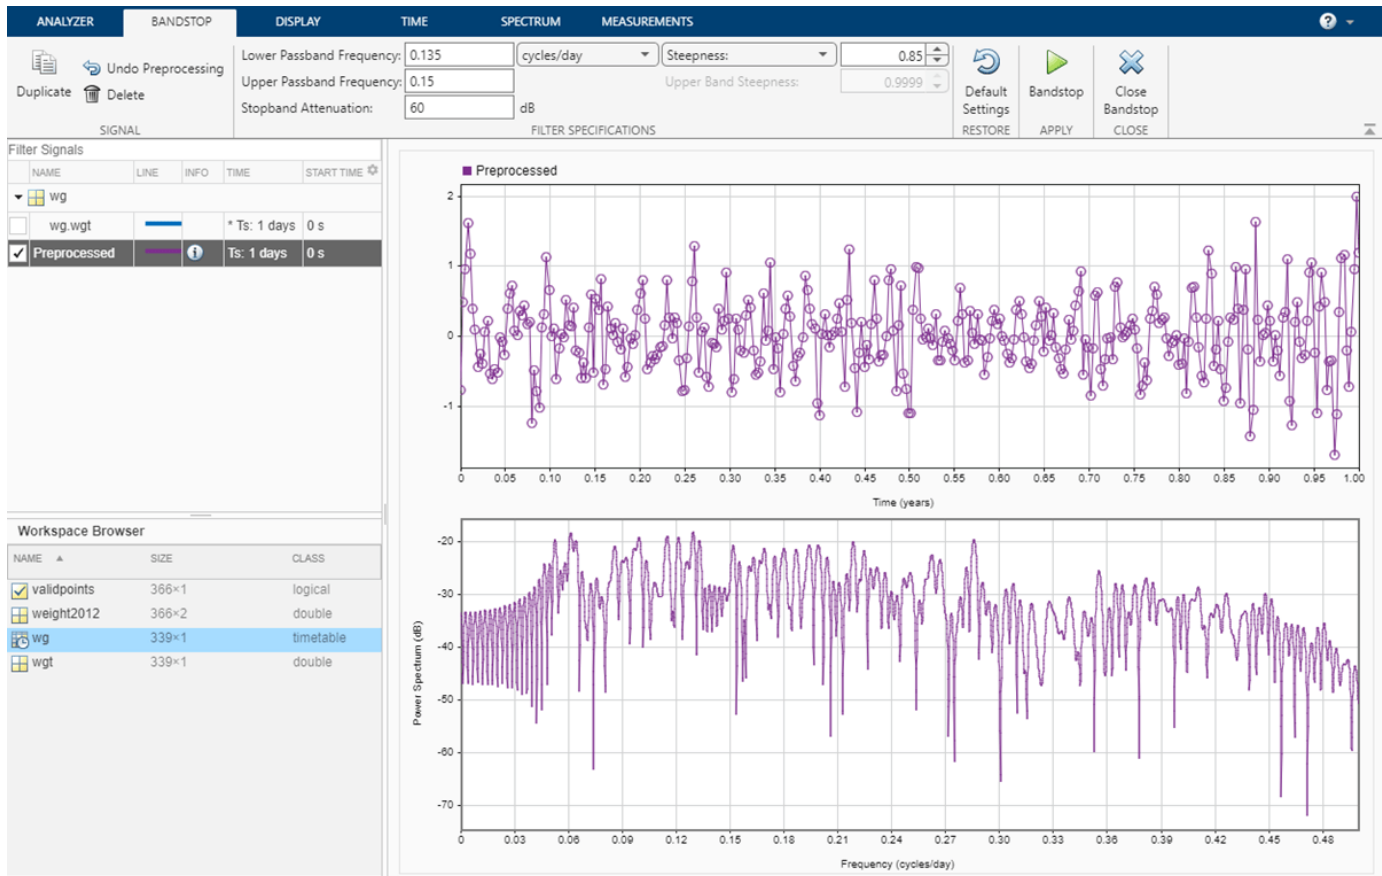 ANALYZER BANDSTOP DISPLAY TIME SPECTRUM MEASUREMENTS ?
Duplicate
Undo Preprocessing
Delete
SIGNAL
Lower Passband Frequency: 0.135 cycles/day Steepness: 0.85
Upper Passband Frequency: 0.15 Upper Band Steepness: 0.9999
Stopband Attenuation: 60 dB
FILTER SPECIFICATIONS
Default
Settings
RESTORE
Bandstop
APPLY
Close
Bandstop
CLOSE
Filter Signals
NAME LINE INFO TIME START TIME
wg
wg.wgt * Ts: 1 days 0 s
Preprocessed i Ts: 1 days 0 s
Workspace Browser
NAME SIZE CLASS
validpoints 366×1 logical
weight2012 366×2 double
wg 339×1 timetable
wgt 339×1 double
Preprocessed
2
1
0
-1
0 0.05 0.10 0.15 0.20 0.25 0.30 0.35 0.40 0.45 0.50 0.55 0.60 0.65 0.70 0.75 0.80 0.85 0.90 0.95 1.00
Time (years)
Power Spectrum (dB)
-20
-30
-40
-50
-60
-70
0 0.03 0.06 0.09 0.12 0.15 0.18 0.21 0.24 0.27 0.30 0.33 0.36 0.39 0.42 0.45 0.48
Frequency (cycles/day)